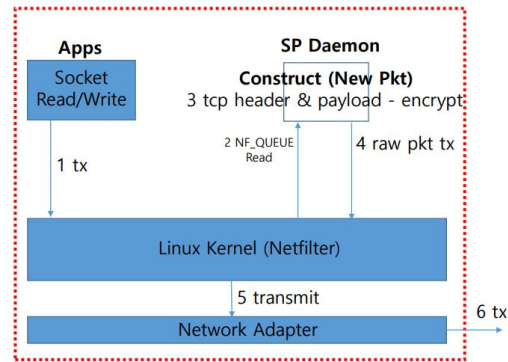 Apps
Socket
Read/Write
SP Daemon
Construct (New Pkt)
3 tcp header & payload - encrypt
1 tx
2 NF_QUEUE
Read
4 raw pkt tx
Linux Kernel (Netfilter)
5 transmit
Network Adapter
6 tx